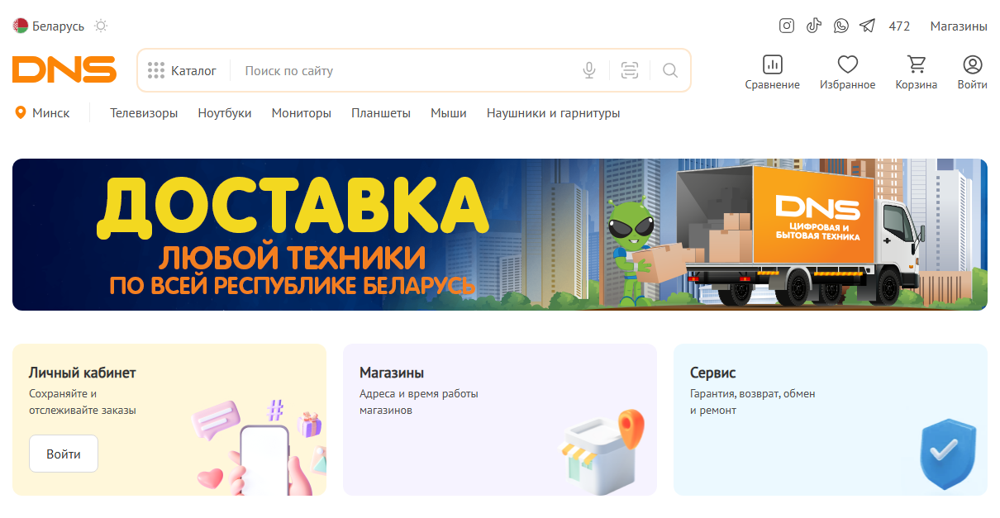 Беларусь
472
Магазины
DNS
Каталог
Поиск по сайту
Сравнение
Избранное
Корзина
Войти
Минск
Телевизоры
Ноутбуки
Мониторы
Планшеты
Мыши
Наушники и гарнитуры
ДОСТАВКА
ЛЮБОЙ ТЕХНИКИ
ПО ВСЕЙ РЕСПУБЛИКЕ БЕЛАРУСЬ
DNS
ЦИФРОВАЯ И
БЫТОВАЯ ТЕХНИКА
Личный кабинет
Сохраняйте и
отслеживайте заказы
Войти
Магазины
Адреса и время работы
магазинов
Сервис
Гарантия, возврат, обмен
и ремонт